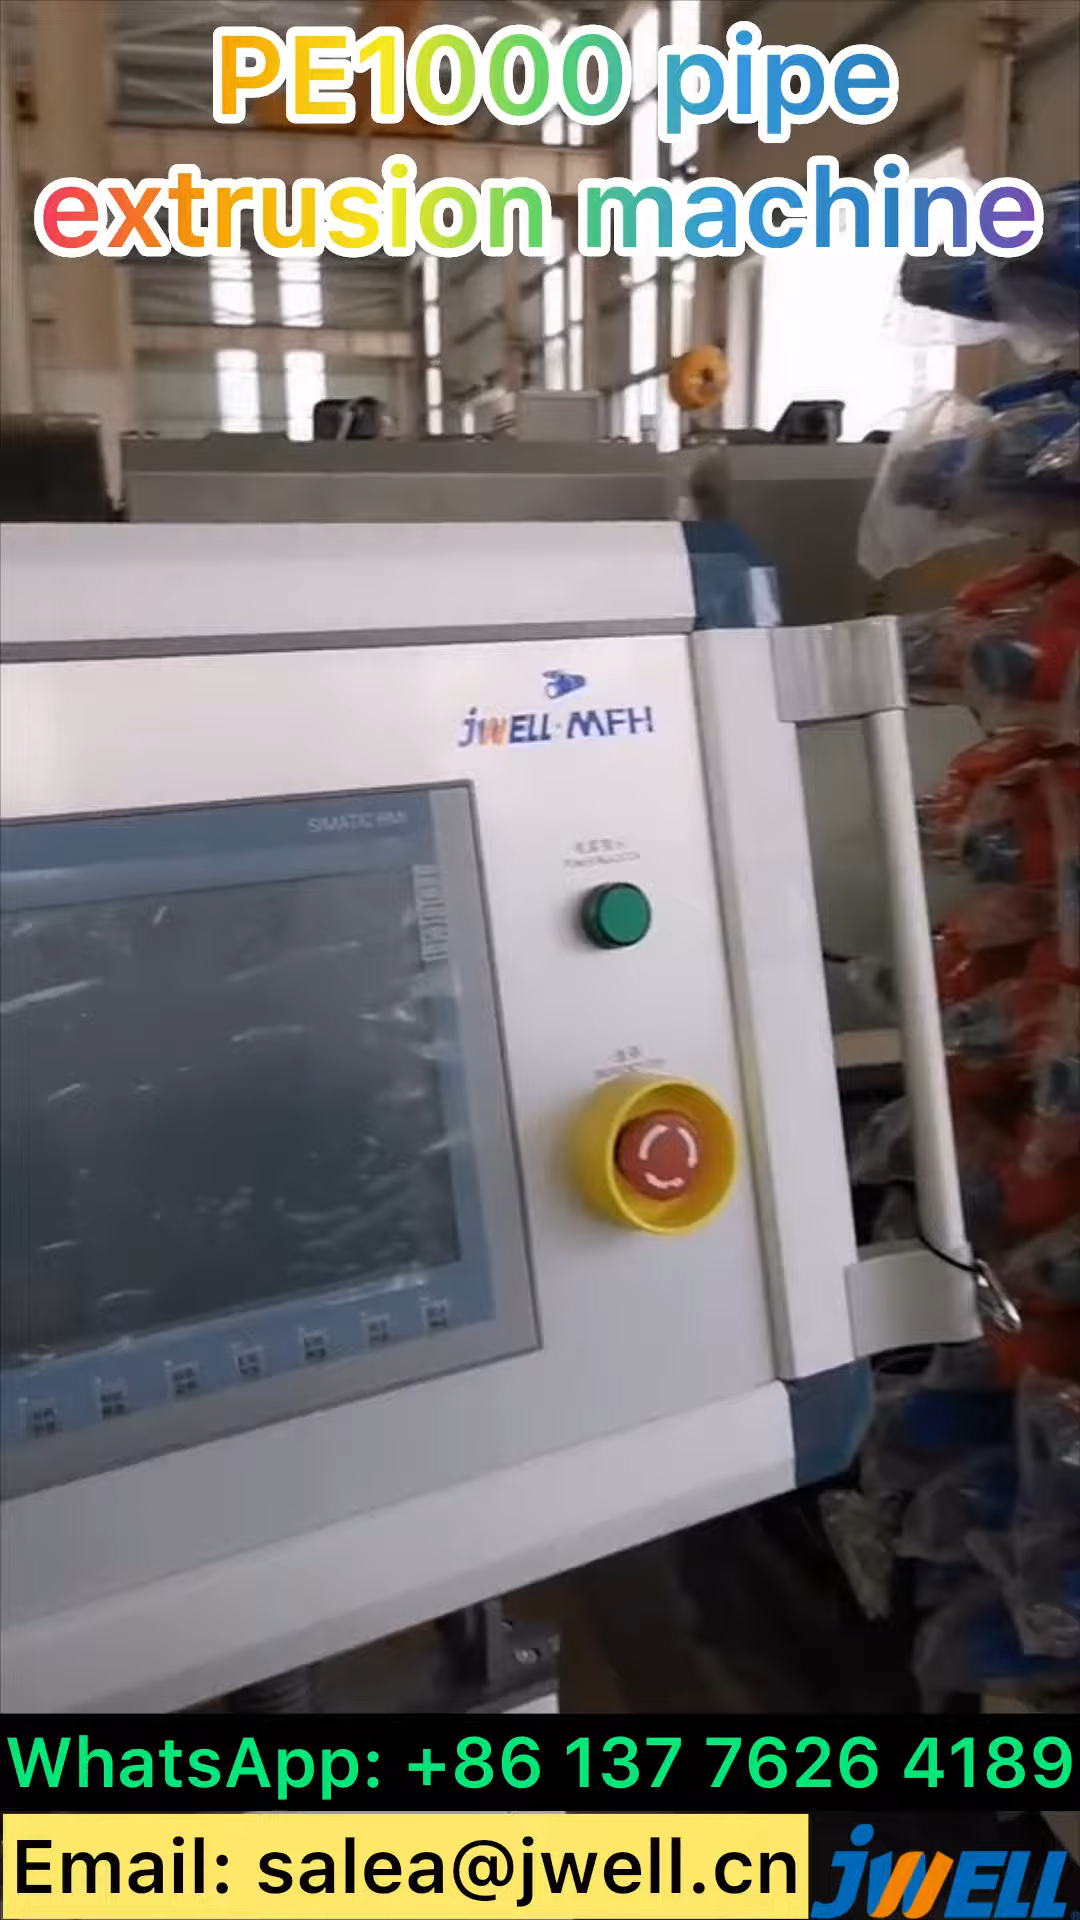 PE1000 pipe
extrusion machine
jWELL·MFH
SIMATIC HMI
WhatsApp: +86 137 7626 4189
Email: salea@jwell.cn
jWELL